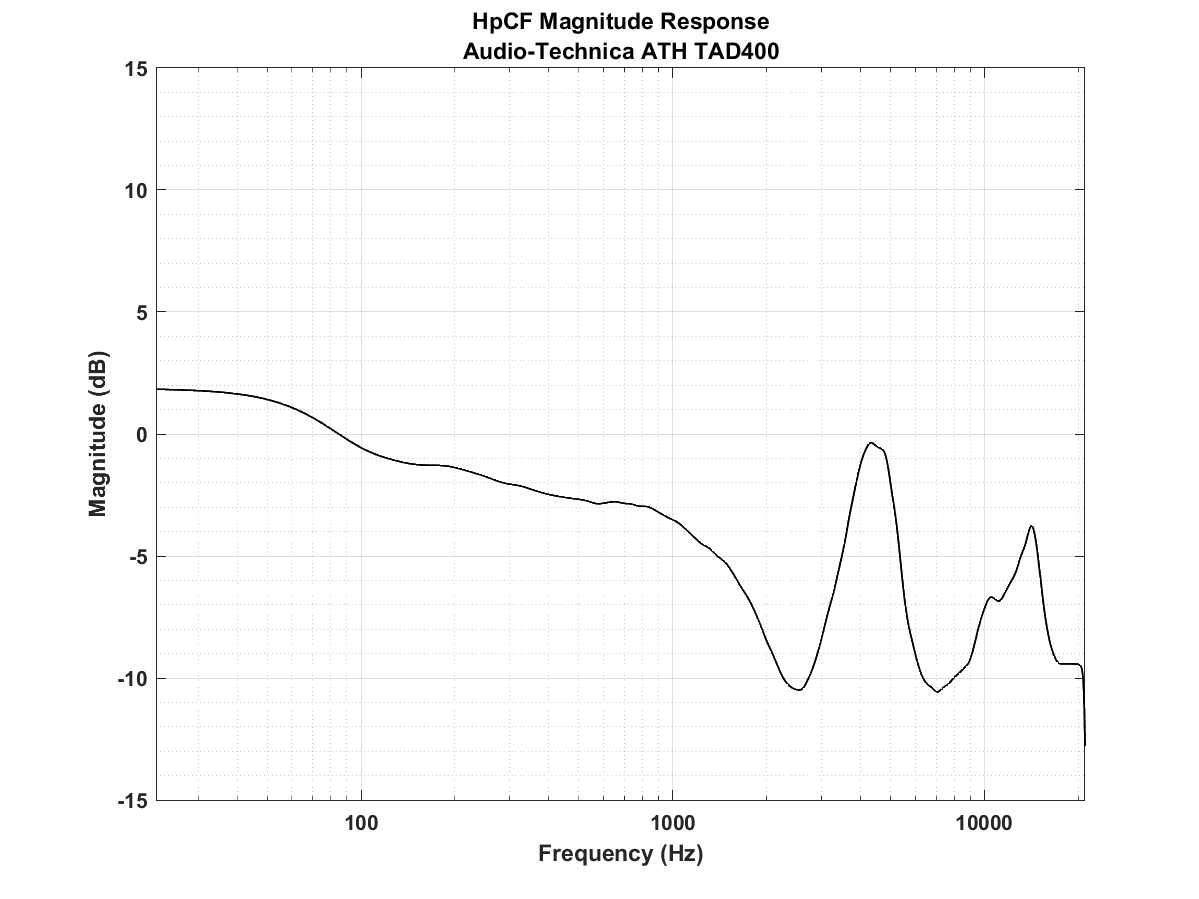 HpCF Magnitude Response
Audio-Technica ATH TAD400
15
10
5
0
-5
-10
-15
Magnitude (dB)
100
1000
10000
Frequency (Hz)